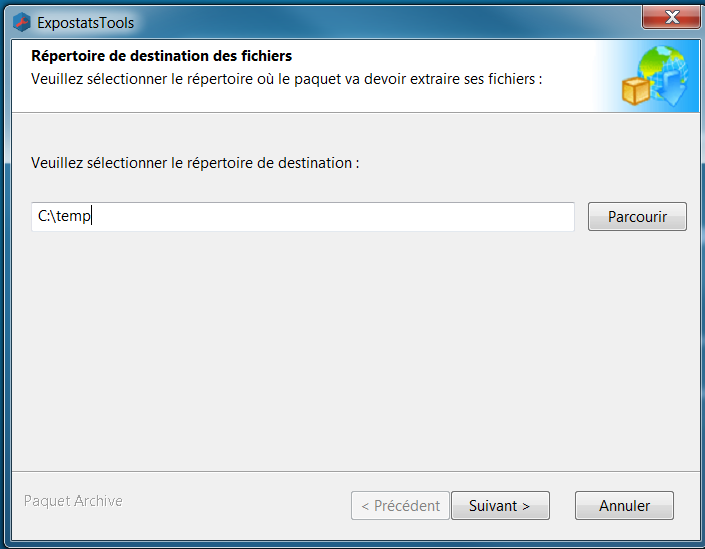 ExpostatsTools
Répertoire de destination des fichiers
Veuillez sélectionner le répertoire où le paquet va devoir extraire ses fichiers :
Veuillez sélectionner le répertoire de destination :
C:\temp
Parcourir
Paquet Archive
< Précédent
Suivant >
Annuler